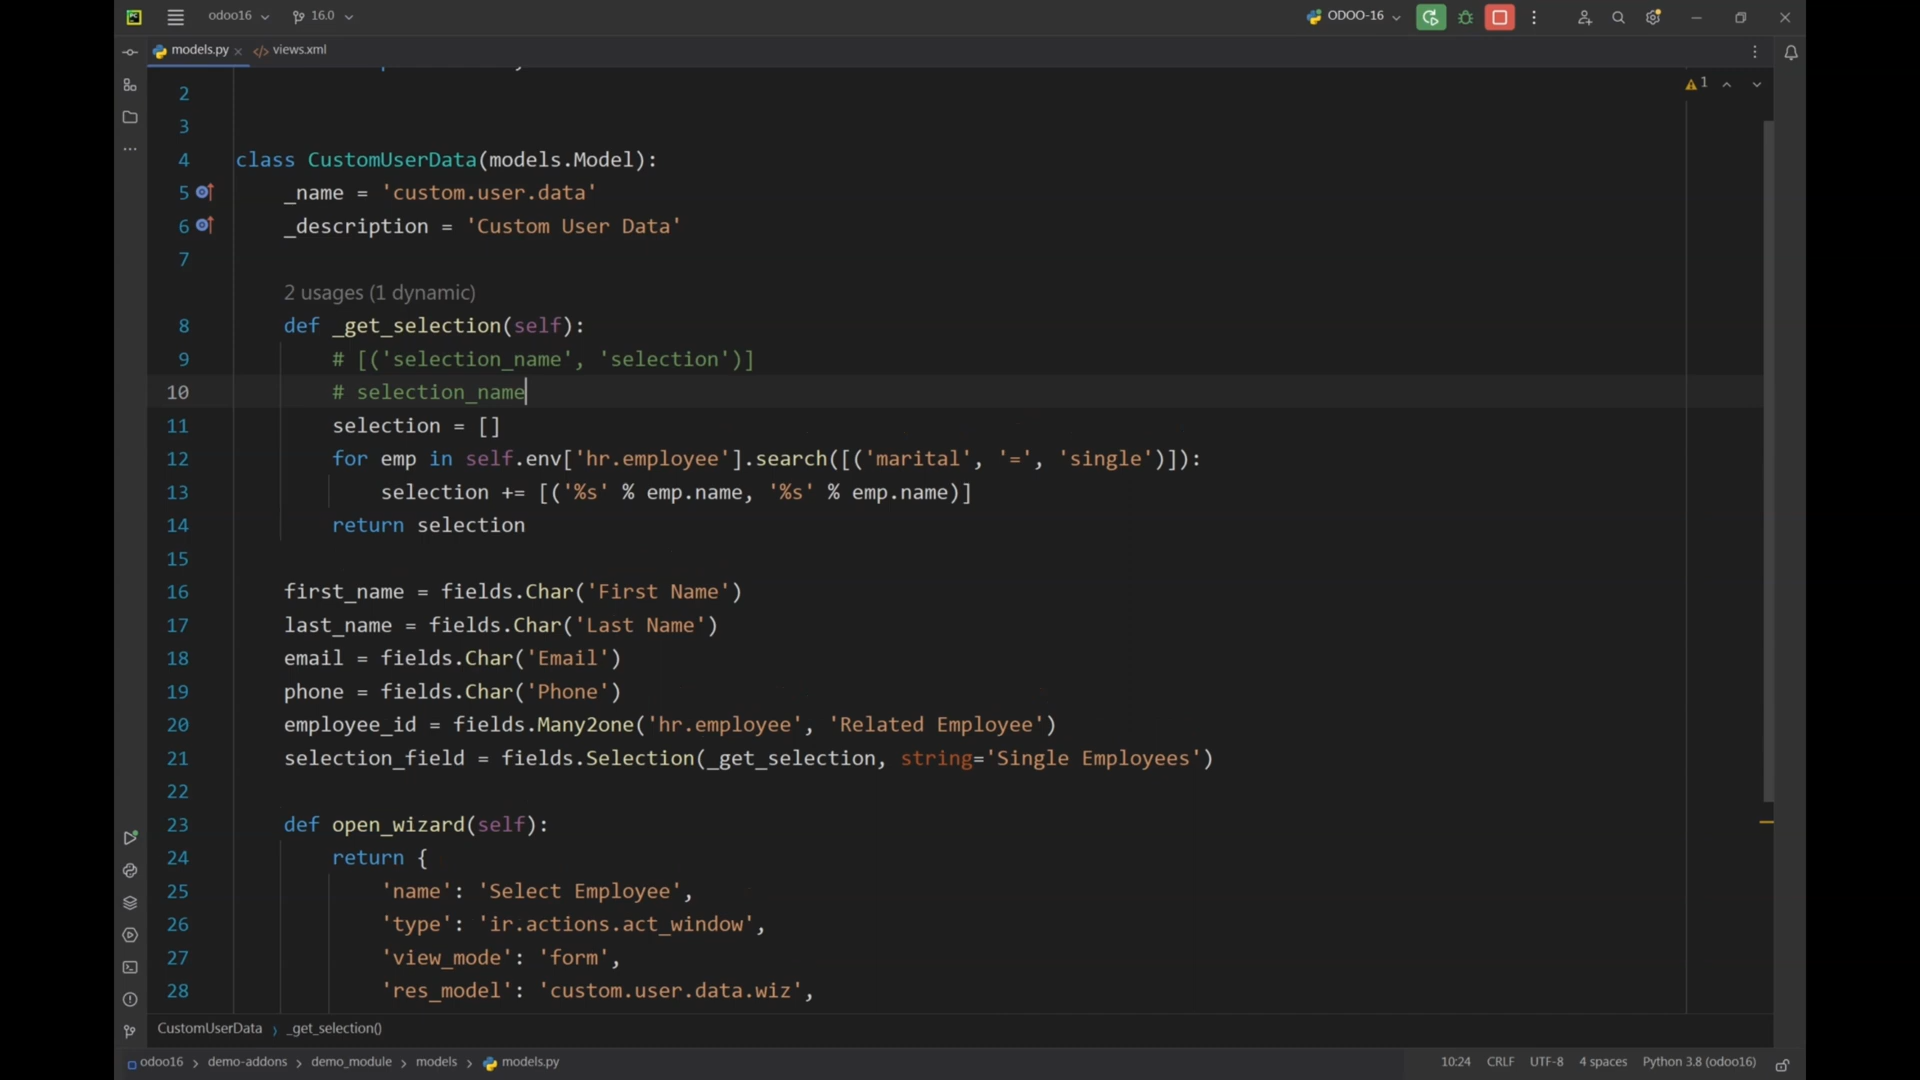 odoo16
16.0
ODOO-16
models.py
views.xml
1
2
3
4 class CustomUserData(models.Model):
5 _name = 'custom.user.data'
6 _description = 'Custom User Data'
7
2 usages (1 dynamic)
8 def _get_selection(self):
9 # [('selection_name', 'selection')]
10 # selection_name
11 selection = []
12 for emp in self.env['hr.employee'].search([('marital', '=', 'single')]):
13 selection += [('%s' % emp.name, '%s' % emp.name)]
14 return selection
15
16 first_name = fields.Char('First Name')
17 last_name = fields.Char('Last Name')
18 email = fields.Char('Email')
19 phone = fields.Char('Phone')
20 employee_id = fields.Many2one('hr.employee', 'Related Employee')
21 selection_field = fields.Selection(_get_selection, string='Single Employees')
22
23 def open_wizard(self):
24 return {
25 'name': 'Select Employee',
26 'type': 'ir.actions.act_window',
27 'view_mode': 'form',
28 'res_model': 'custom.user.data.wiz',
CustomUserData › _get_selection()
odoo16 › demo-addons › demo_module › models › models.py
10:24 CRLF UTF-8 4 spaces Python 3.8 (odoo16)